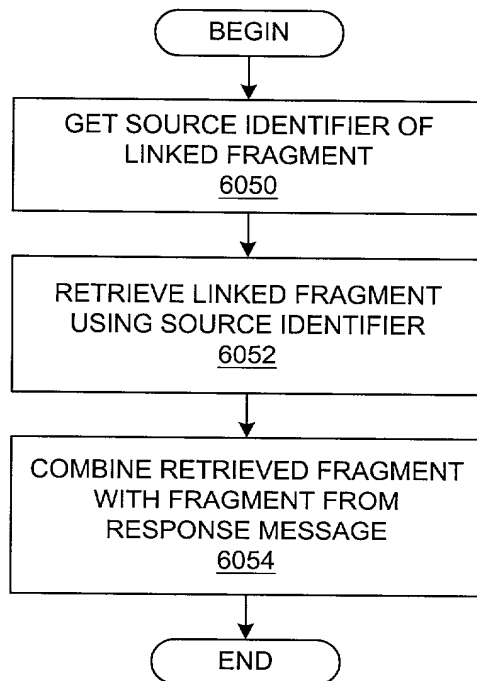 BEGIN
GET SOURCE IDENTIFIER OF
LINKED FRAGMENT
6050
RETRIEVE LINKED FRAGMENT
USING SOURCE IDENTIFIER
6052
COMBINE RETRIEVED FRAGMENT
WITH FRAGMENT FROM
RESPONSE MESSAGE
6054
END